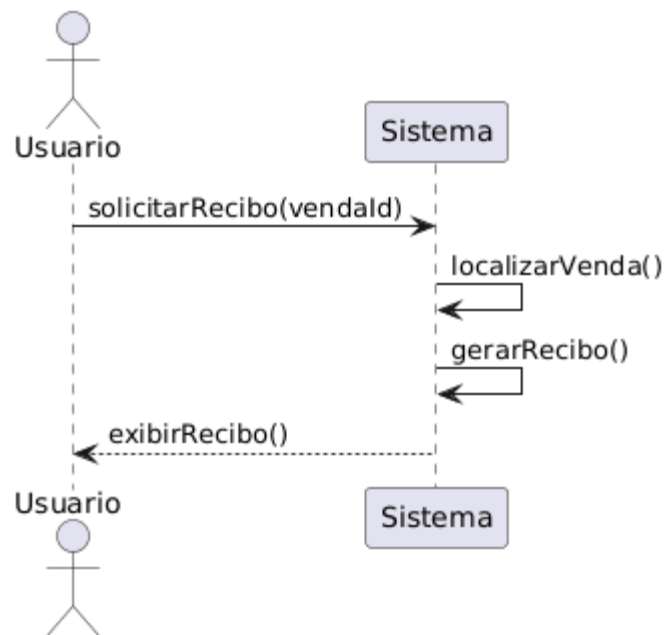 Usuario
Sistema
solicitarRecibo(vendaId)
localizarVenda()
gerarRecibo()
exibirRecibo()
Usuario
Sistema